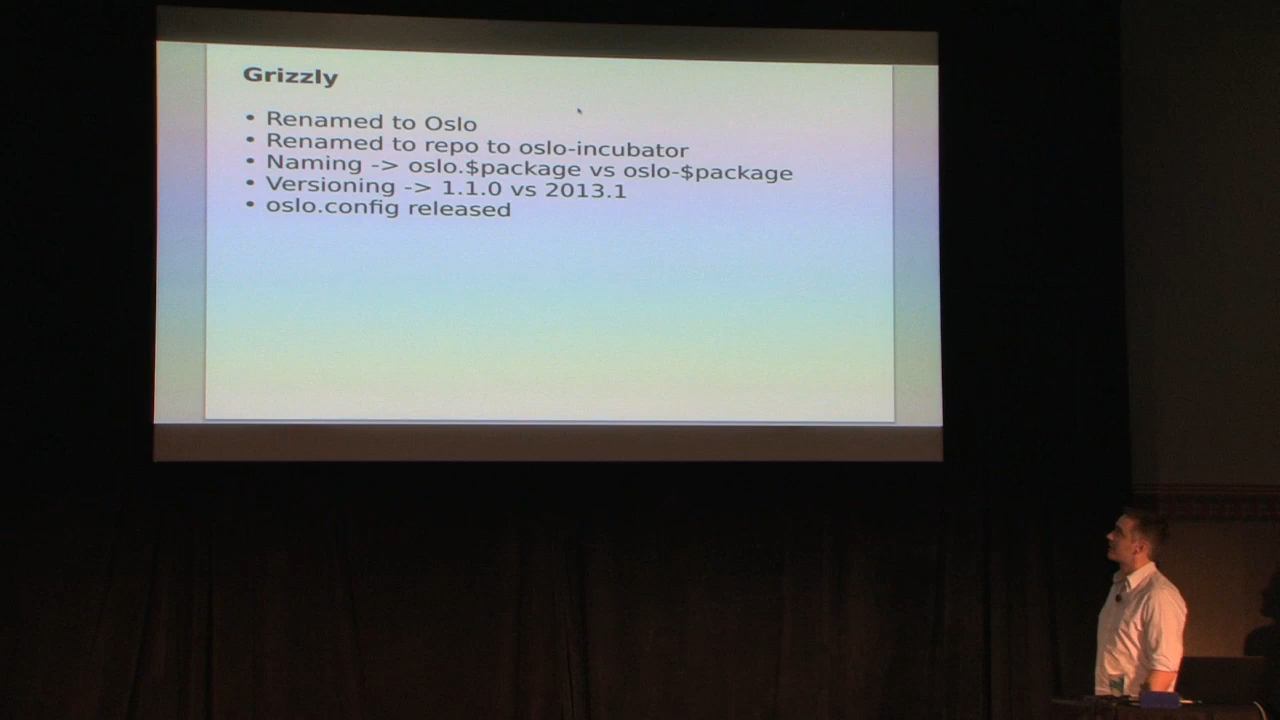 Grizzly
• Renamed to Oslo
• Renamed to repo to oslo-incubator
• Naming -> oslo.$package vs oslo-$package
• Versioning -> 1.1.0 vs 2013.1
• oslo.config released